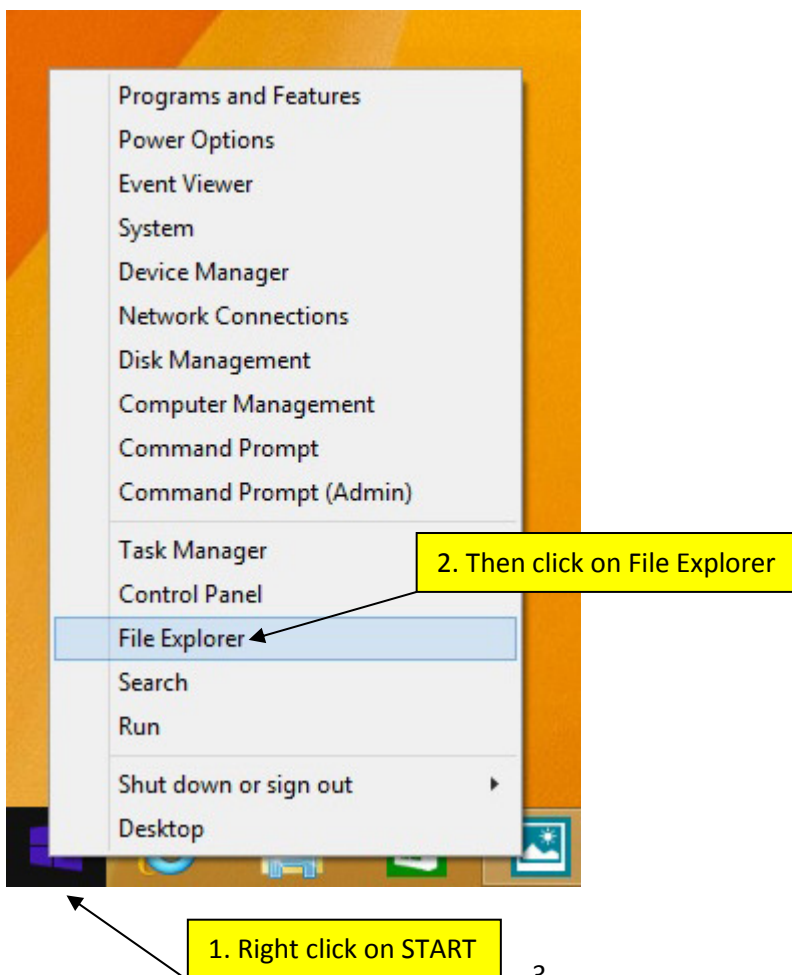 Programs and Features
Power Options
Event Viewer
System
Device Manager
Network Connections
Disk Management
Computer Management
Command Prompt
Command Prompt (Admin)
Task Manager
2. Then click on File Explorer
Control Panel
File Explorer
Search
Run
Shut down or sign out
Desktop
1. Right click on START
3